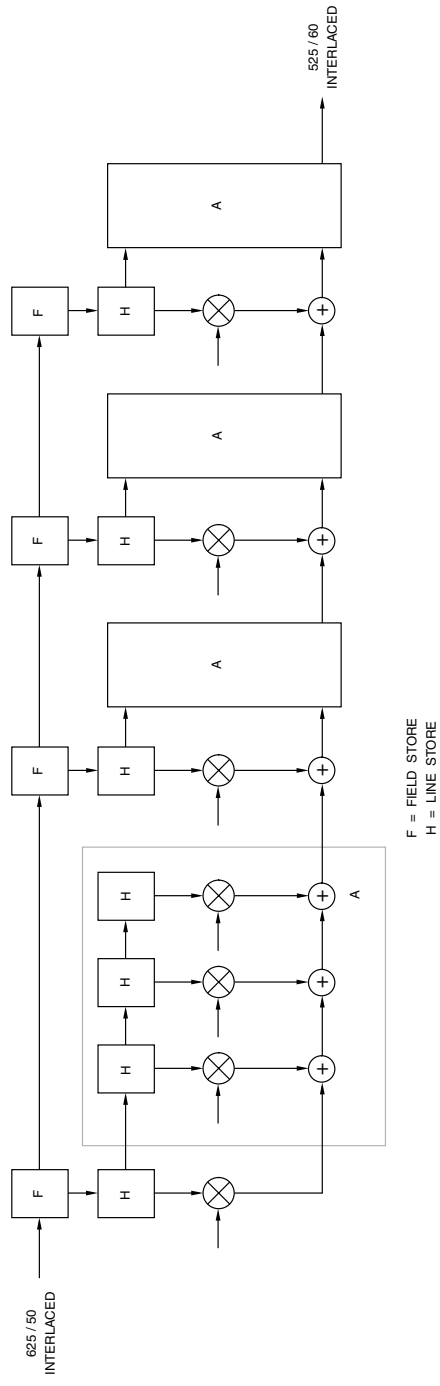 625 / 50
INTERLACED
F
F
F
F
H
H
H
H
H
H
H
A
A
A
A
525 / 60
INTERLACED
F = FIELD STORE
H = LINE STORE